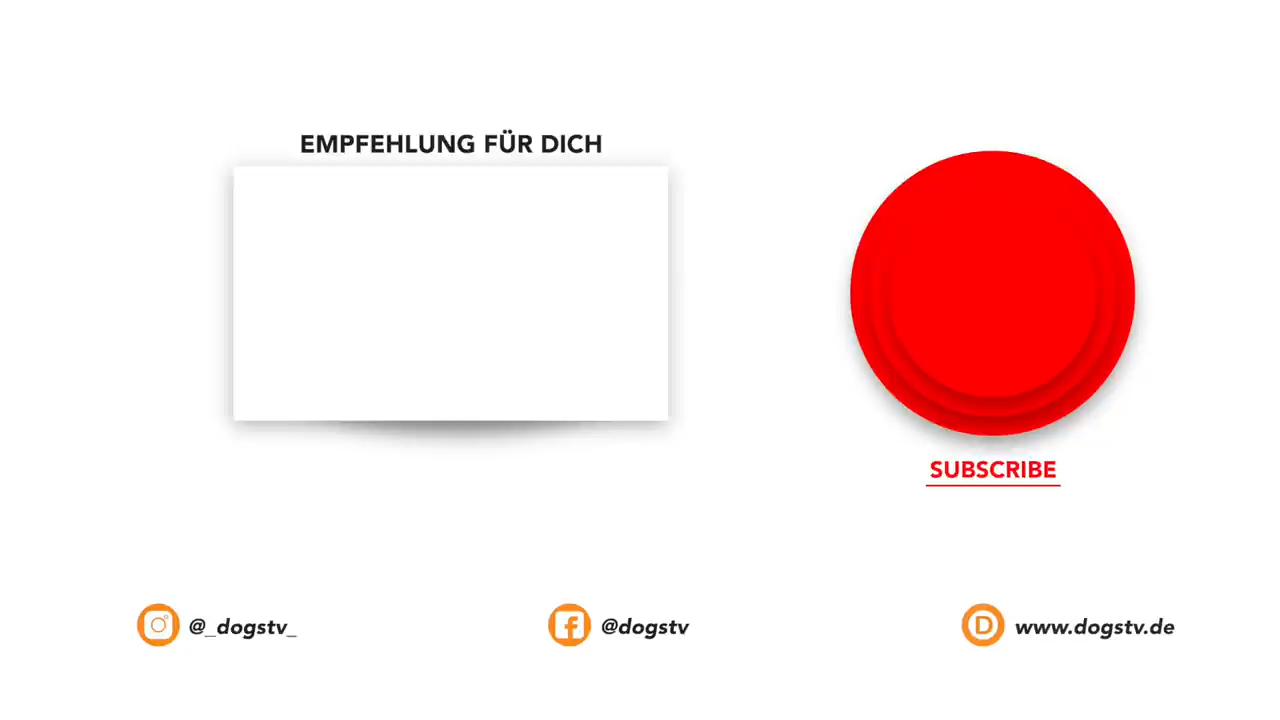 EMPFEHLUNG FÜR DICH
SUBSCRIBE
@_dogstv_
@dogstv
D www.dogstv.de